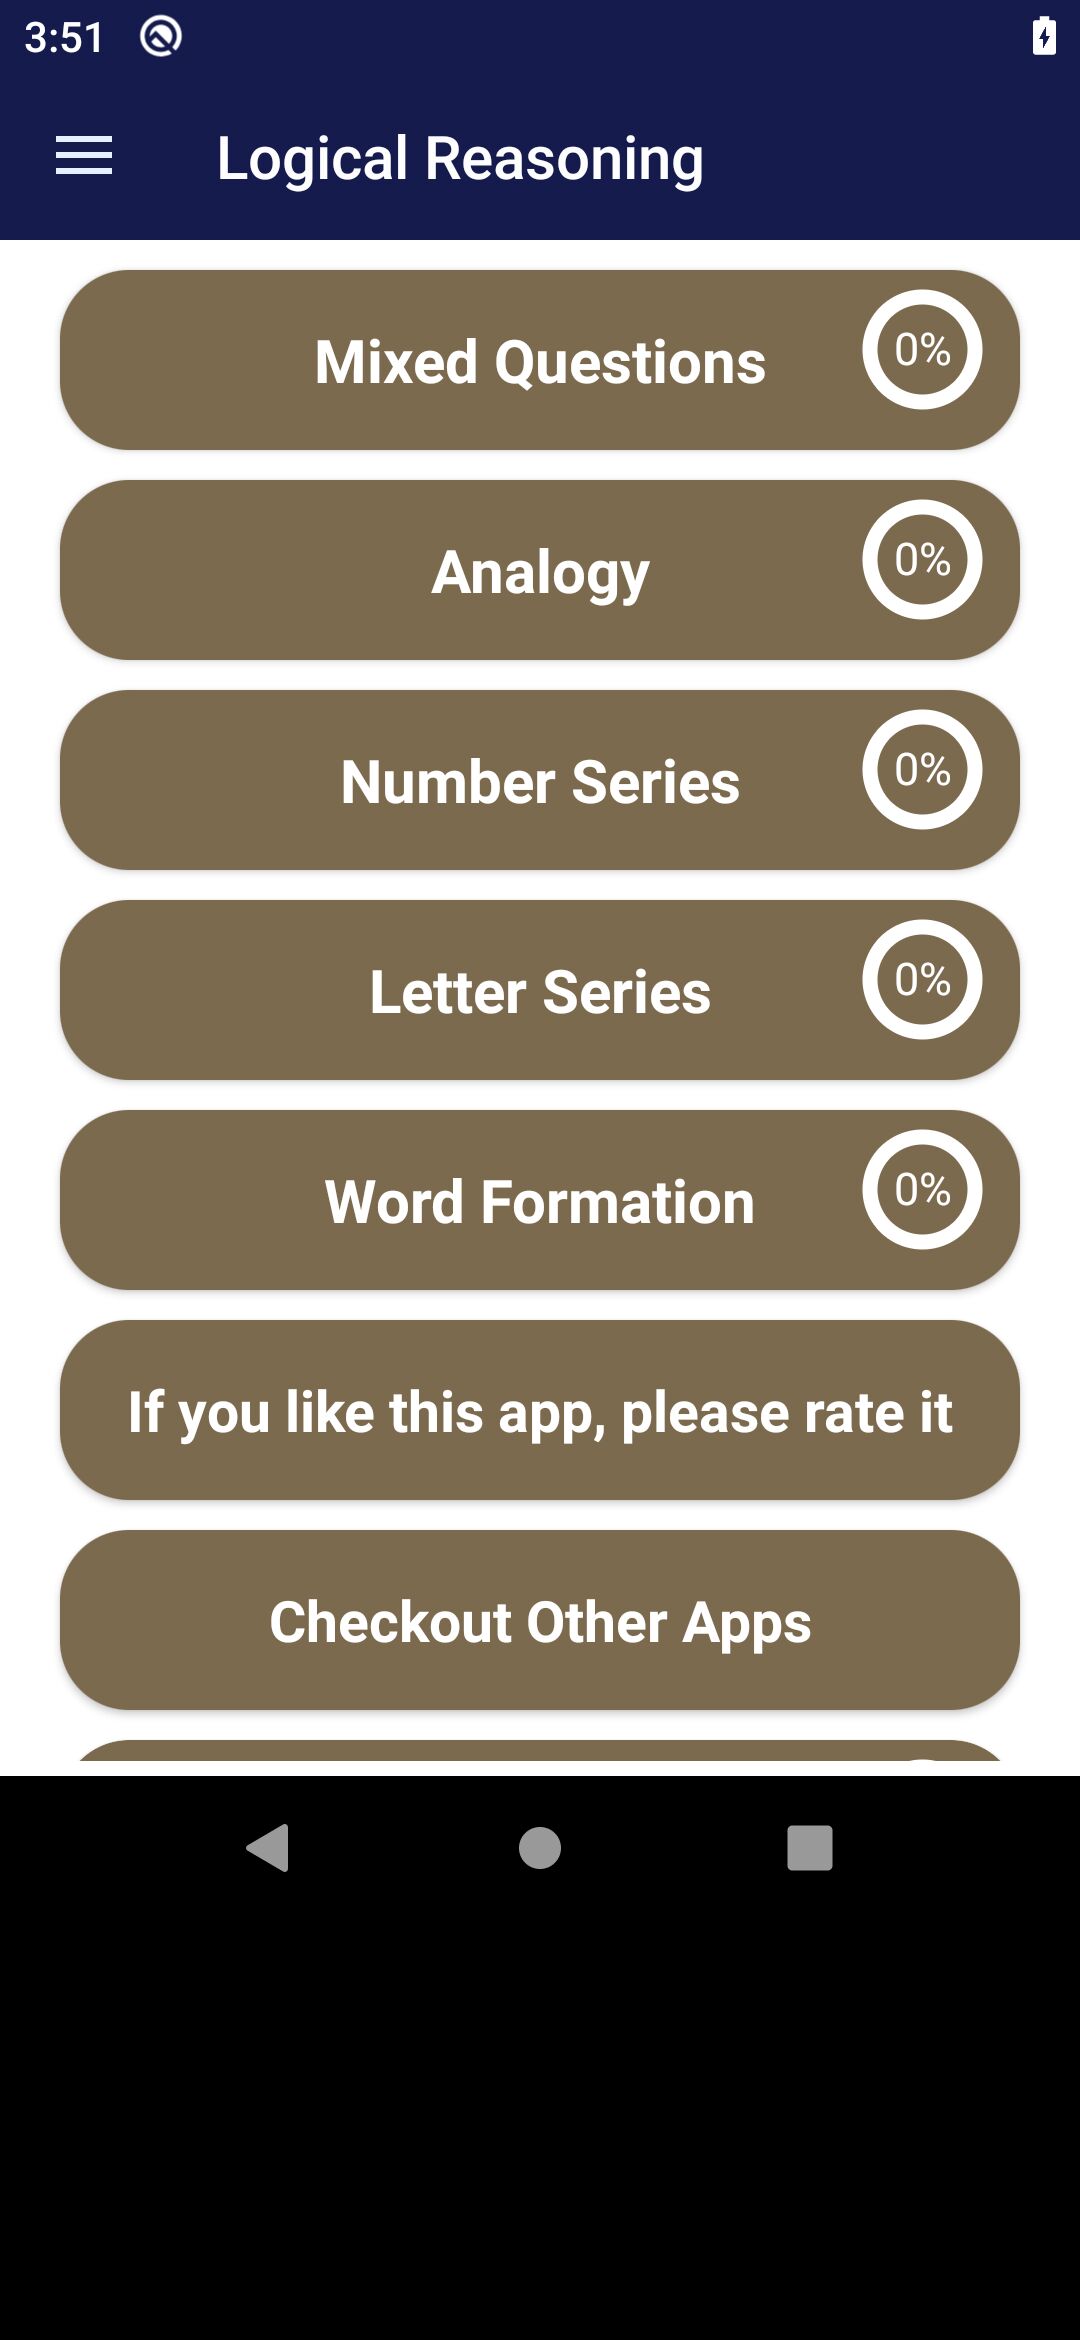 3:51
Logical Reasoning
Mixed Questions
0%
Analogy
0%
Number Series
0%
Letter Series
0%
Word Formation
0%
If you like this app, please rate it
Checkout Other Apps